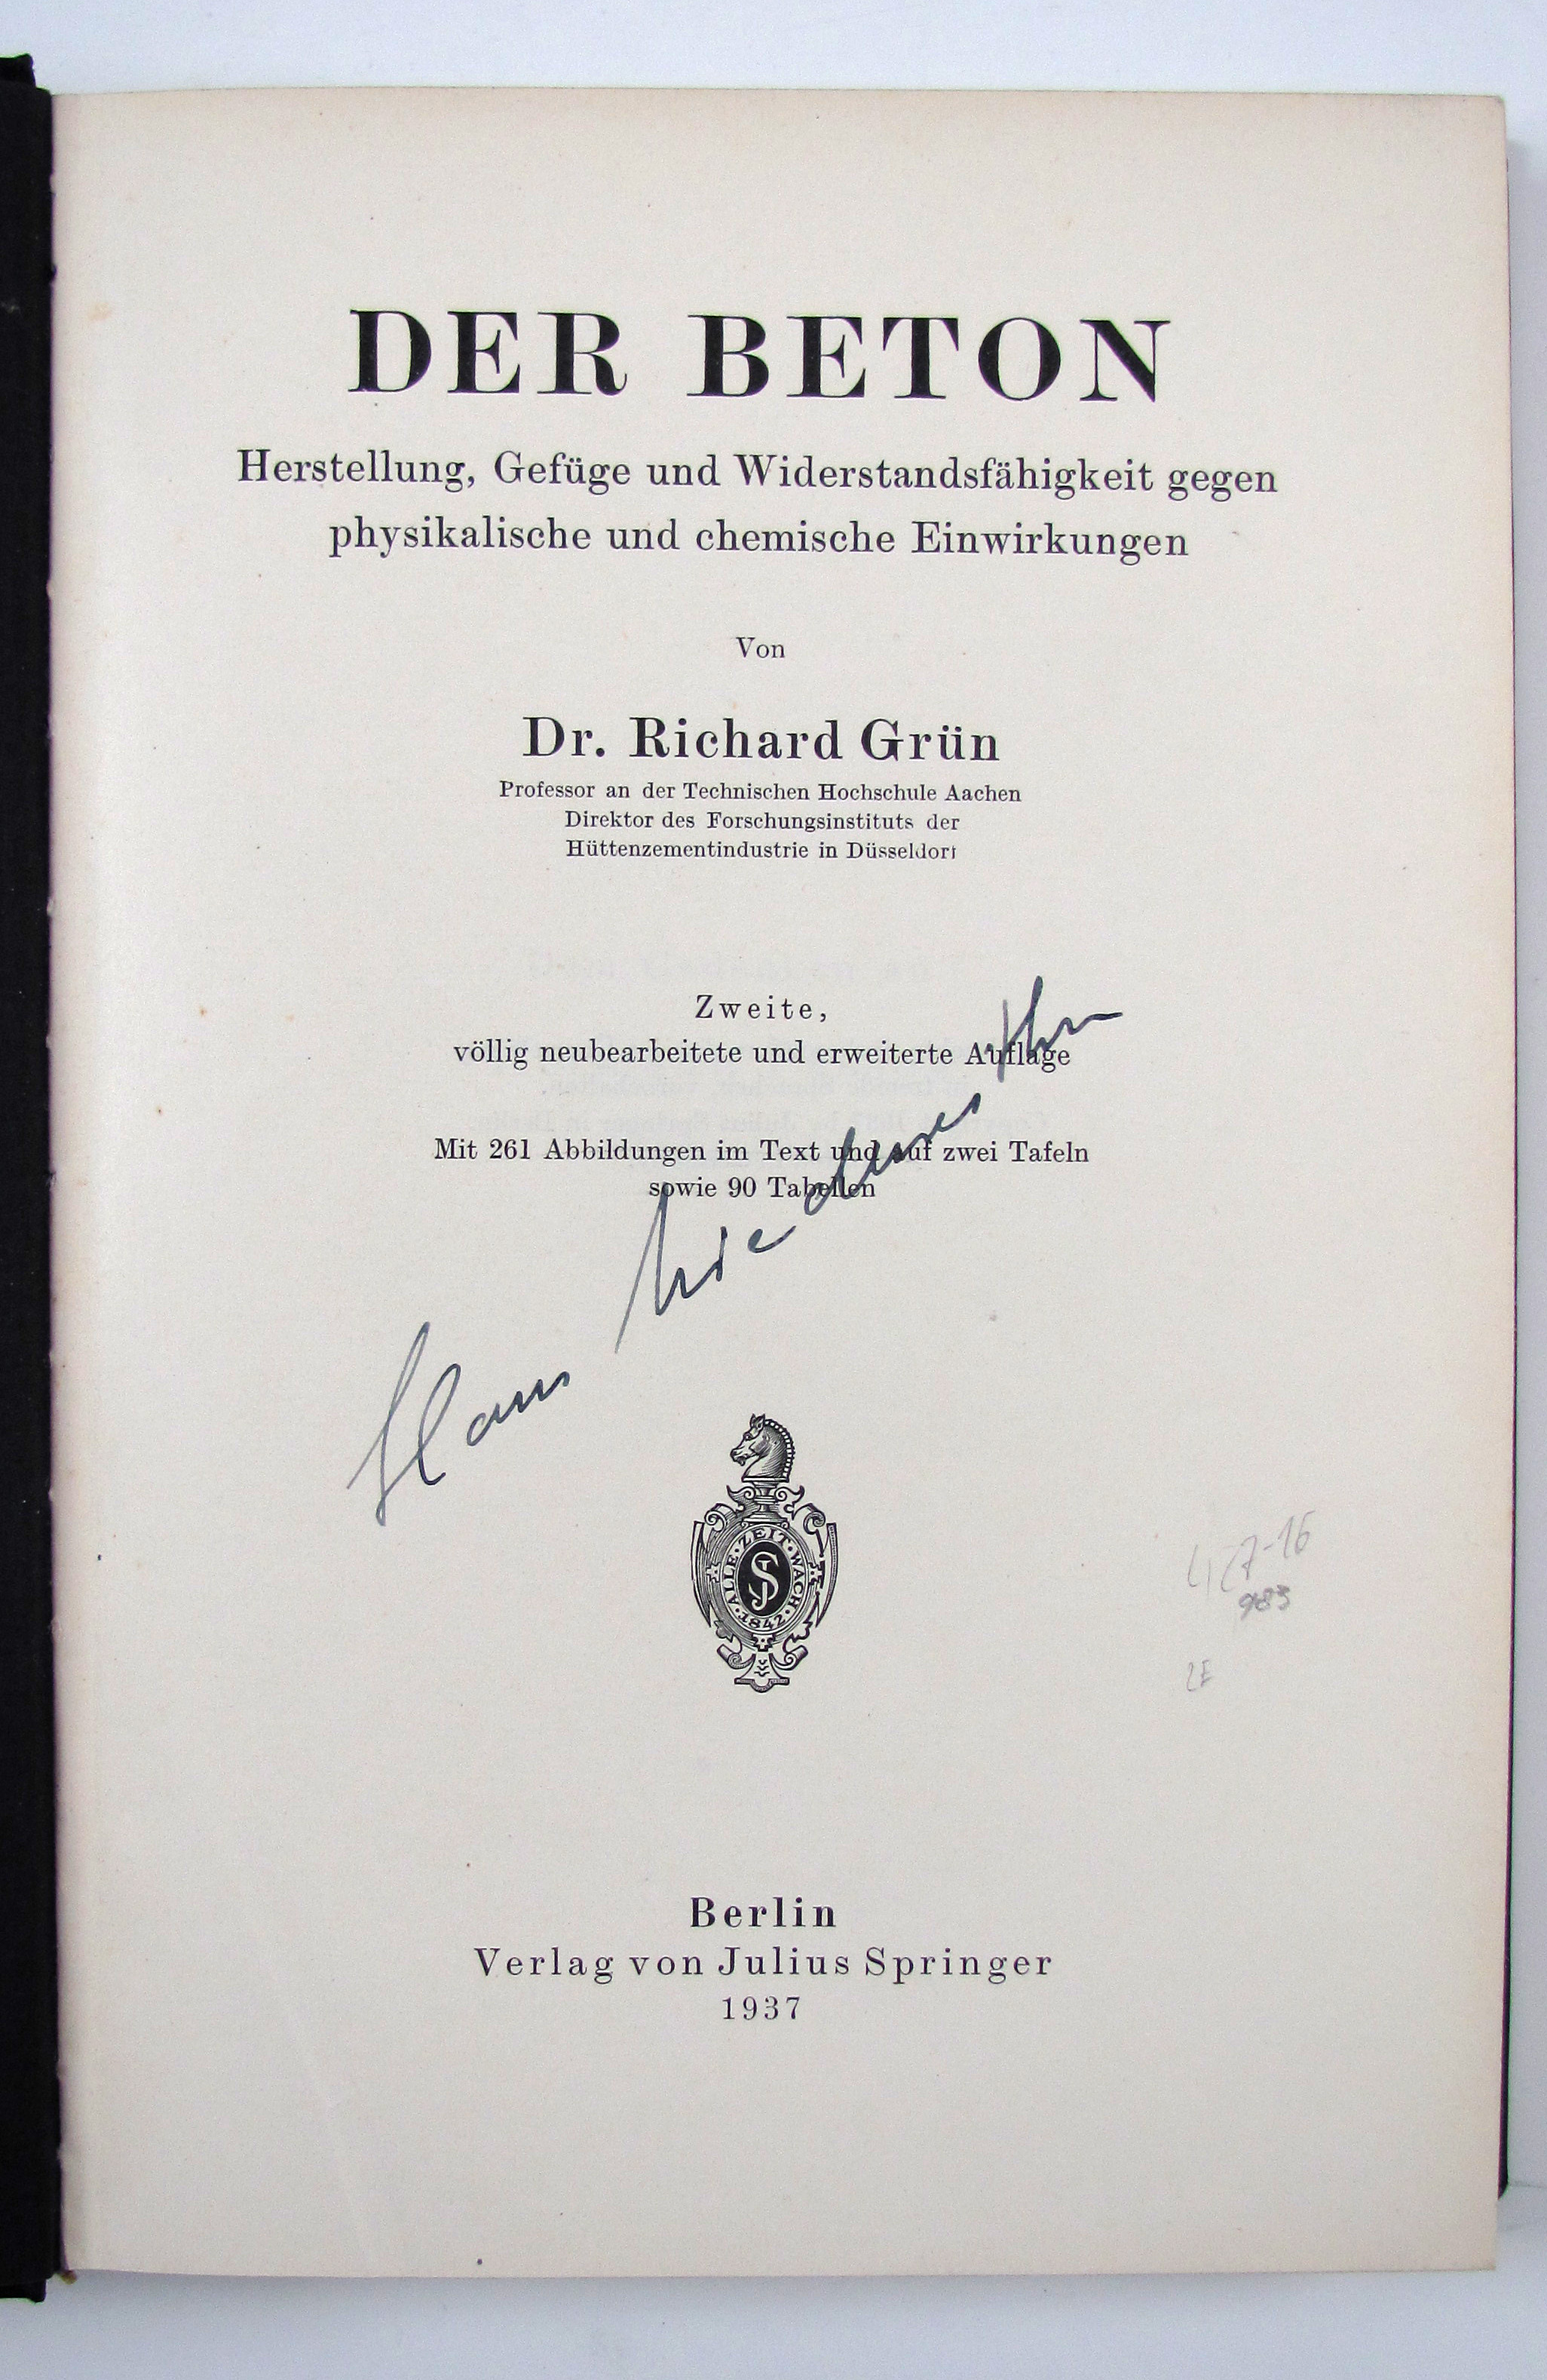 DER BETON
Herstellung, Gefüge und Widerstandsfähigkeit gegen
physikalische und chemische Einwirkungen
Von
Dr. Richard Grün
Professor an der Technischen Hochschule Aachen
Direktor des Forschungsinstituts der
Hüttenzementindustrie in Düsseldorf
Zweite,
völlig neubearbeitete und erweiterte Auflage
Mit 261 Abbildungen im Text und auf zwei Tafeln
sowie 90 Tabellen
Hans
ALLE·ZEIT·WACH
1842
Berlin
Verlag von Julius Springer
1937